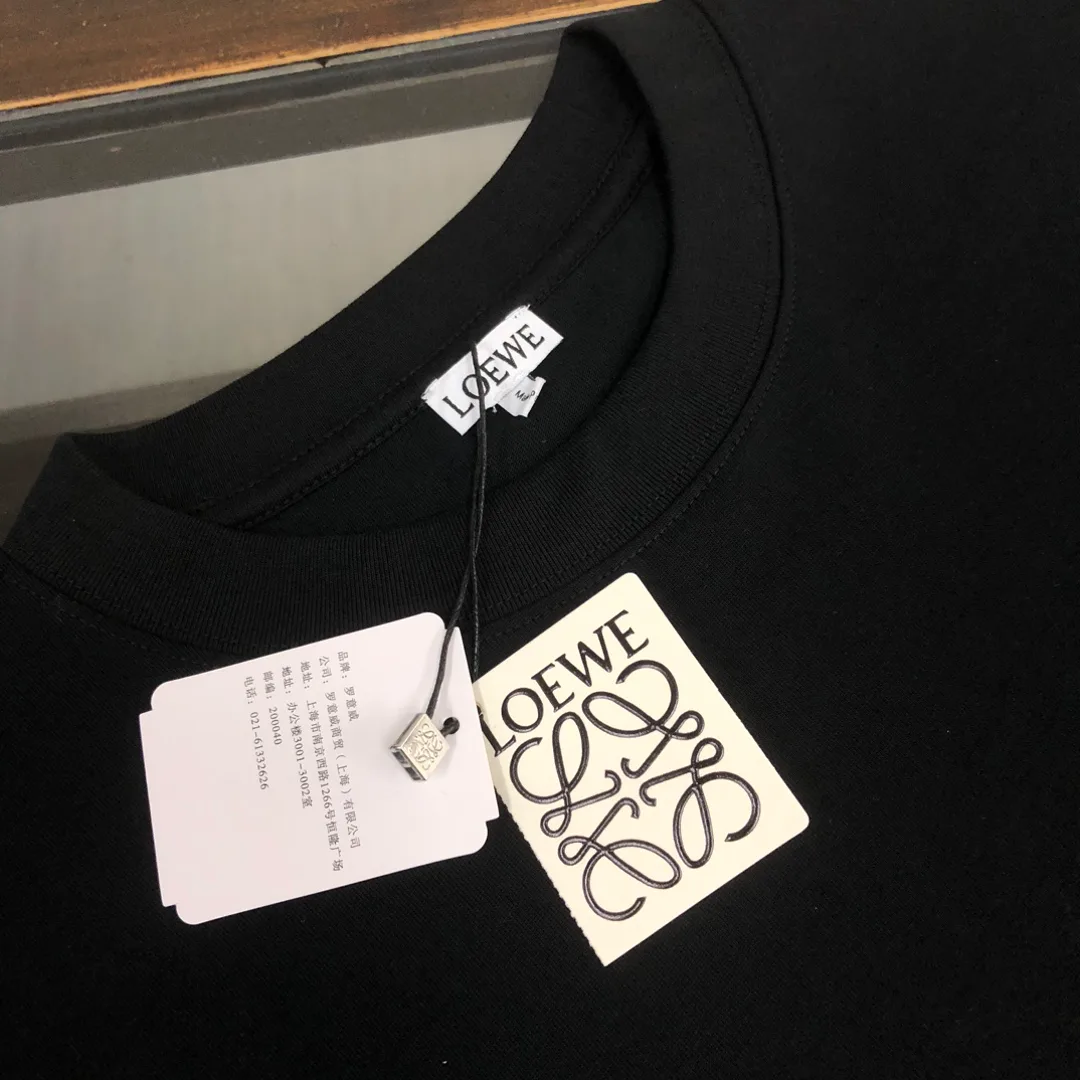 LOEWE
品牌：罗意威
公司：罗意威商贸（上海）有限公司
地址：上海市南京西路1266号恒隆广场
地址：办公楼3001-3002室
邮编：200040
电话：021-61332626
LOEWE